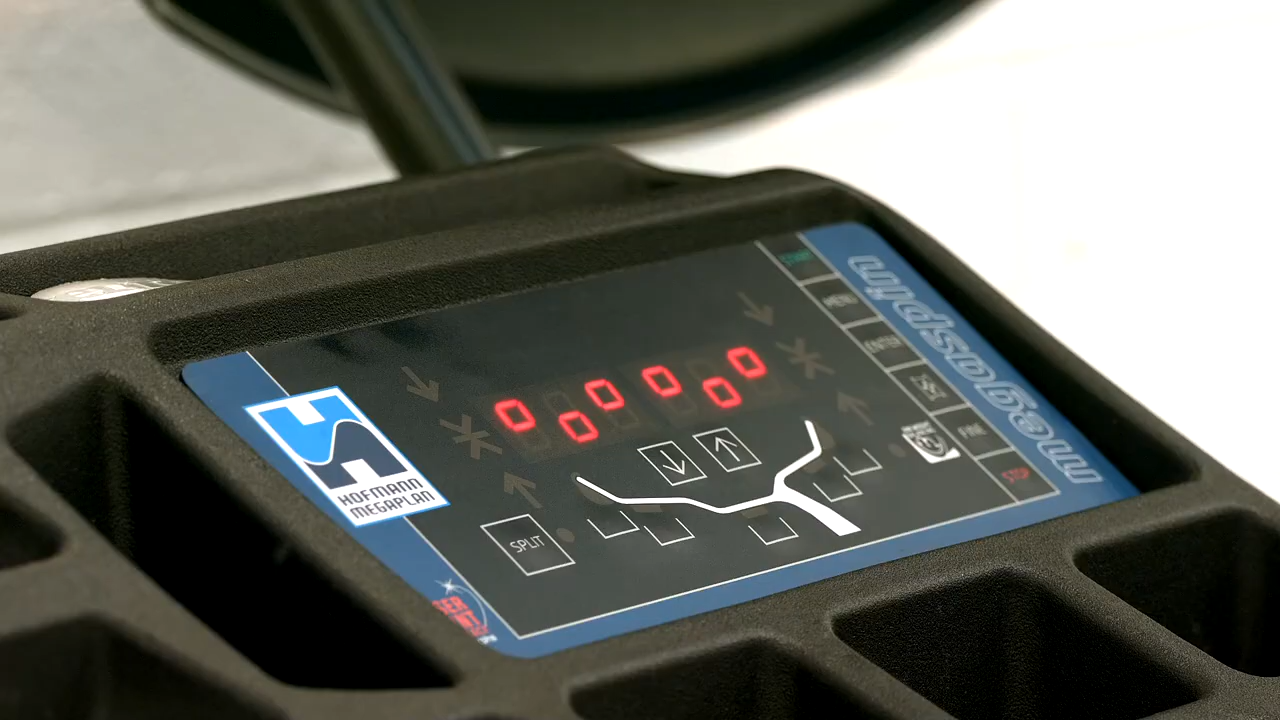 HOFMANN
MEGAPLAN
SPLIT
START
MENU
ENTER
FINE
STOP
megaspin